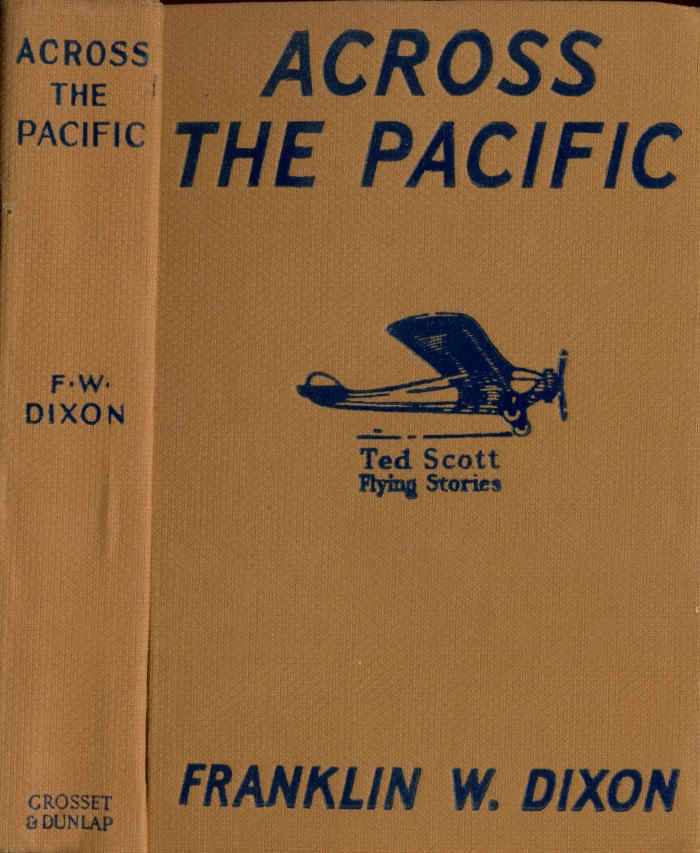 ACROSS
THE
PACIFIC
F·W·
DIXON
GROSSET
& DUNLAP
ACROSS
THE PACIFIC
Ted Scott
Flying Stories
FRANKLIN W. DIXON